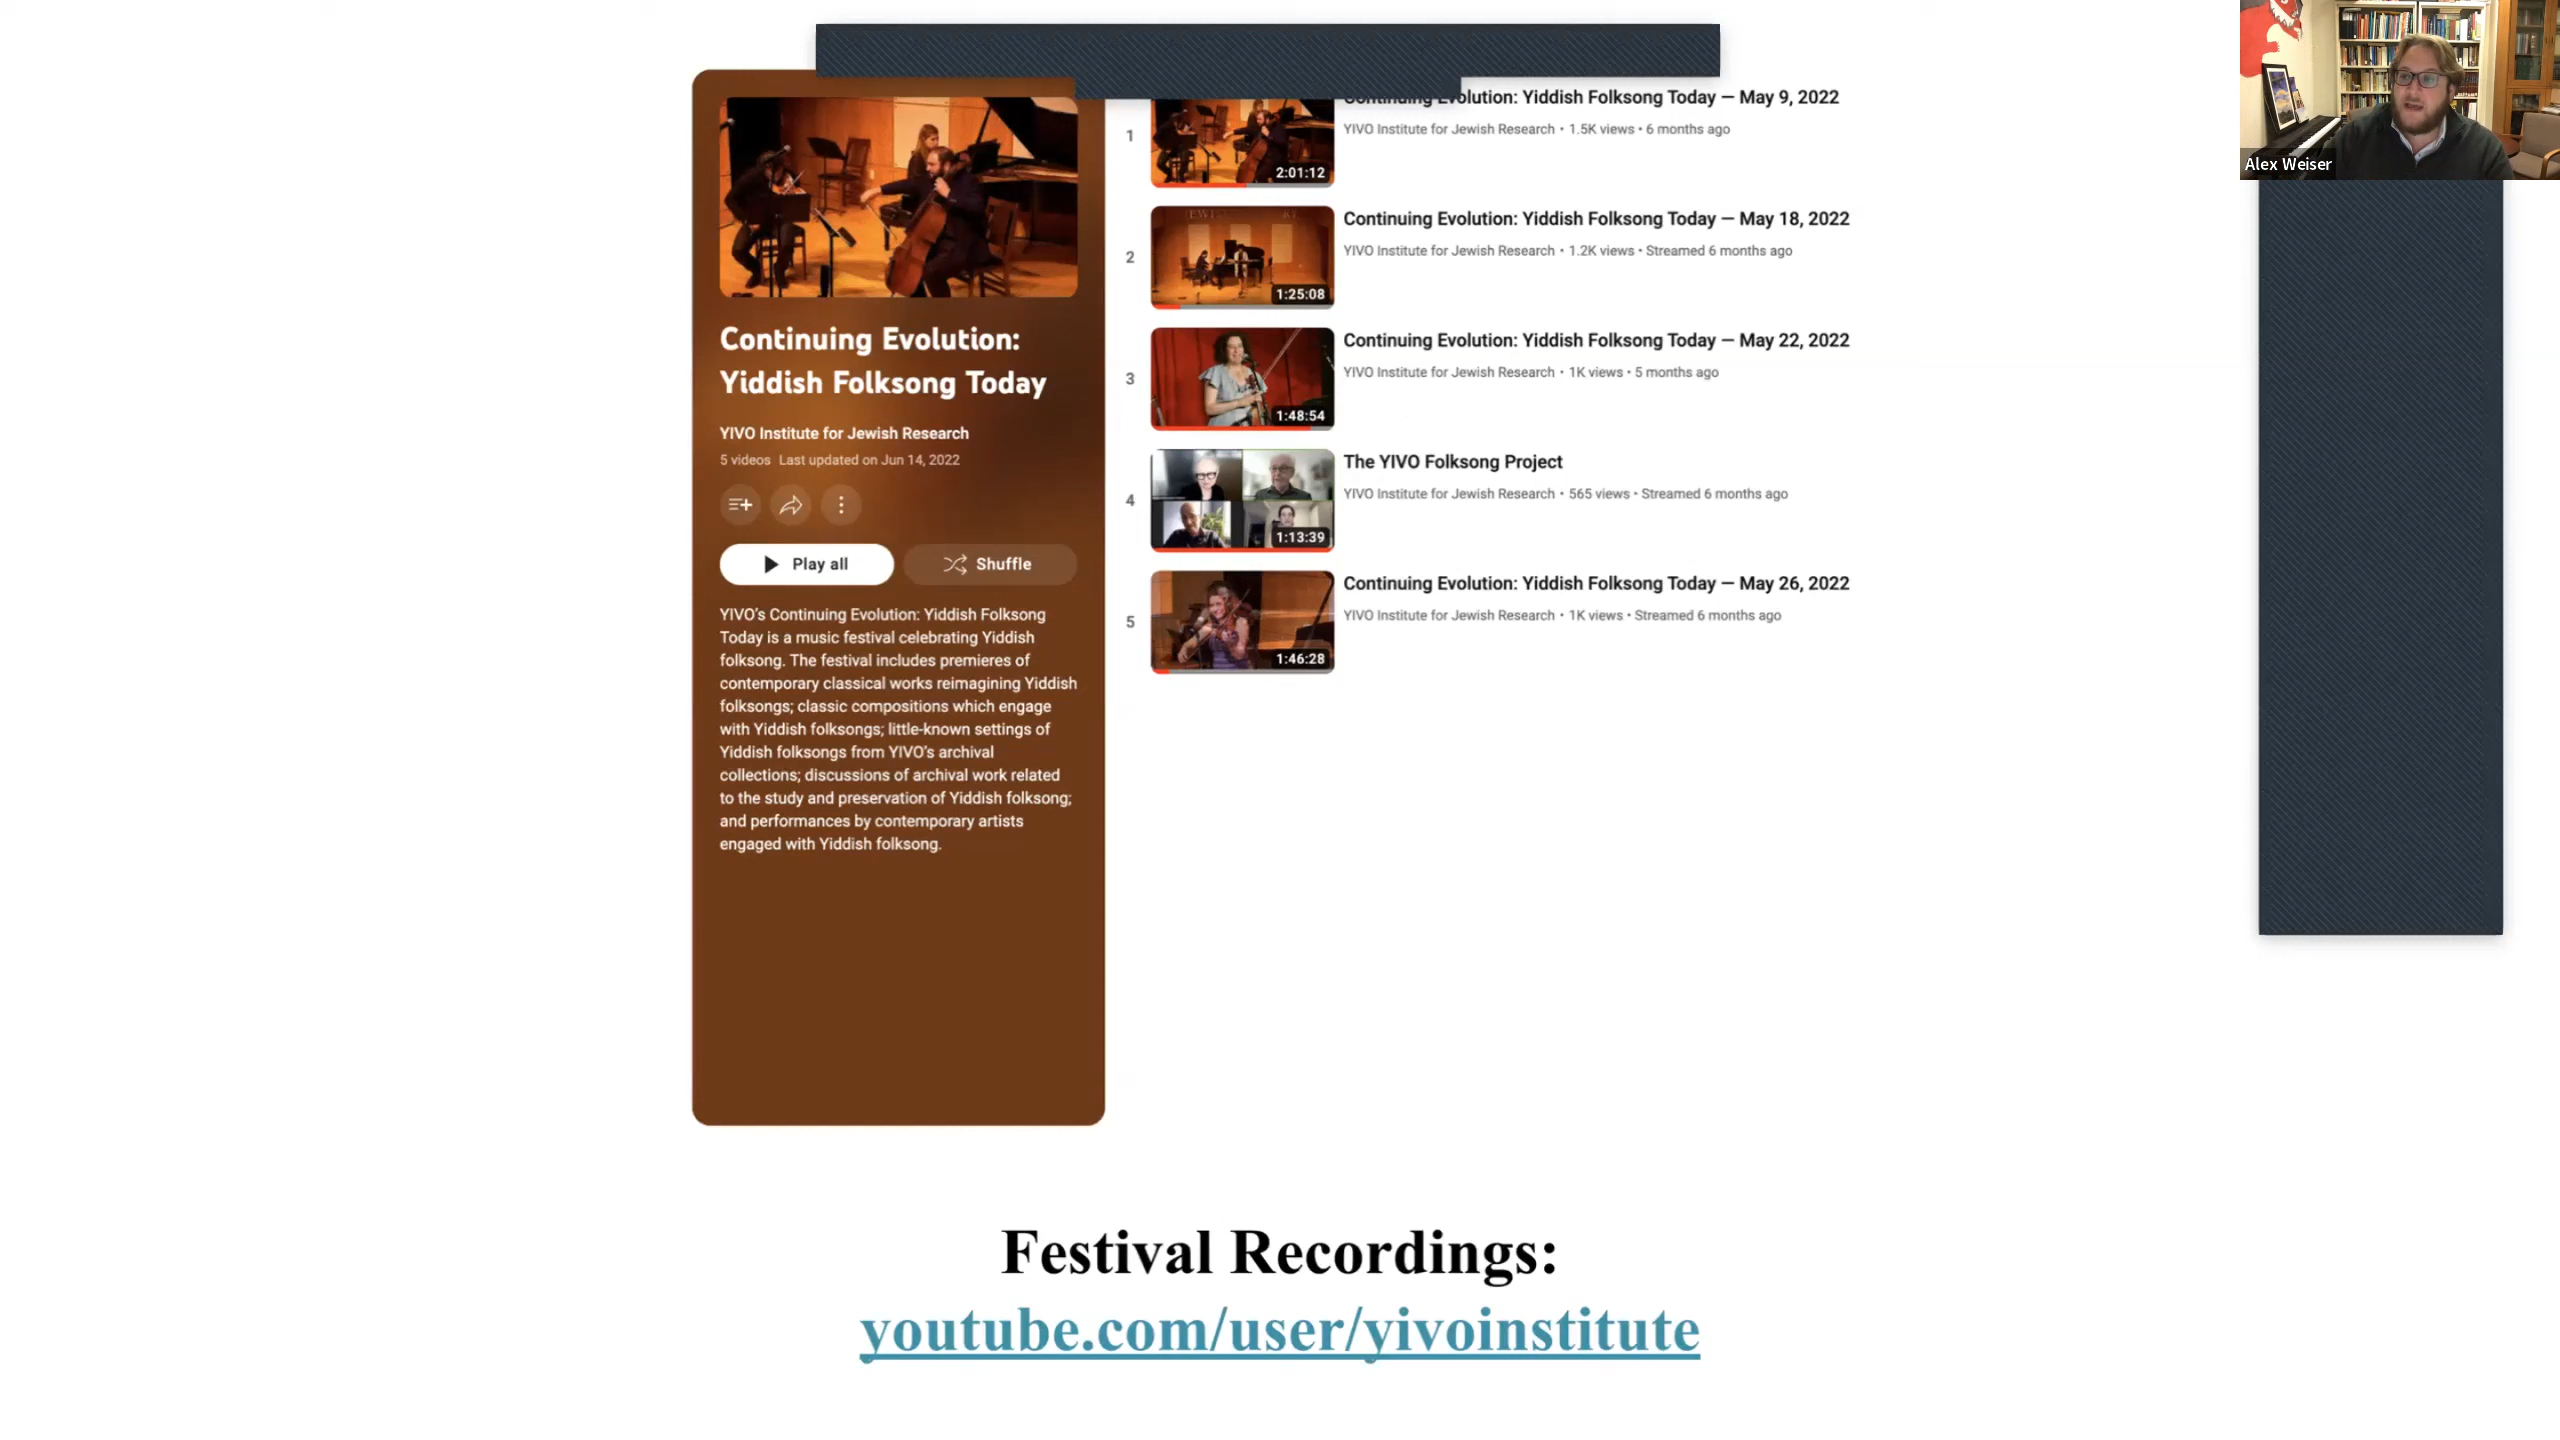 Alex Weiser
Continuing Evolution:
Yiddish Folksong Today
YIVO Institute for Jewish Research
5 videos Last updated on Jun 14, 2022
Play all
Shuffle
YIVO's Continuing Evolution: Yiddish Folksong
Today is a music festival celebrating Yiddish
folksong. The festival includes premieres of
contemporary classical works reimagining Yiddish
folksongs; classic compositions which engage
with Yiddish folksongs; little-known settings of
Yiddish folksongs from YIVO's archival
collections; discussions of archival work related
to the study and preservation of Yiddish folksong;
and performances by contemporary artists
engaged with Yiddish folksong.
1
2:01:12
Continuing Evolution: Yiddish Folksong Today — May 9, 2022
YIVO Institute for Jewish Research • 1.5K views • 6 months ago
2
1:25:08
Continuing Evolution: Yiddish Folksong Today — May 18, 2022
YIVO Institute for Jewish Research • 1.2K views • Streamed 6 months ago
3
1:48:54
Continuing Evolution: Yiddish Folksong Today — May 22, 2022
YIVO Institute for Jewish Research • 1K views • 5 months ago
4
1:13:39
The YIVO Folksong Project
YIVO Institute for Jewish Research • 565 views • Streamed 6 months ago
5
1:46:28
Continuing Evolution: Yiddish Folksong Today — May 26, 2022
YIVO Institute for Jewish Research • 1K views • Streamed 6 months ago
Festival Recordings:
youtube.com/user/yivoinstitute